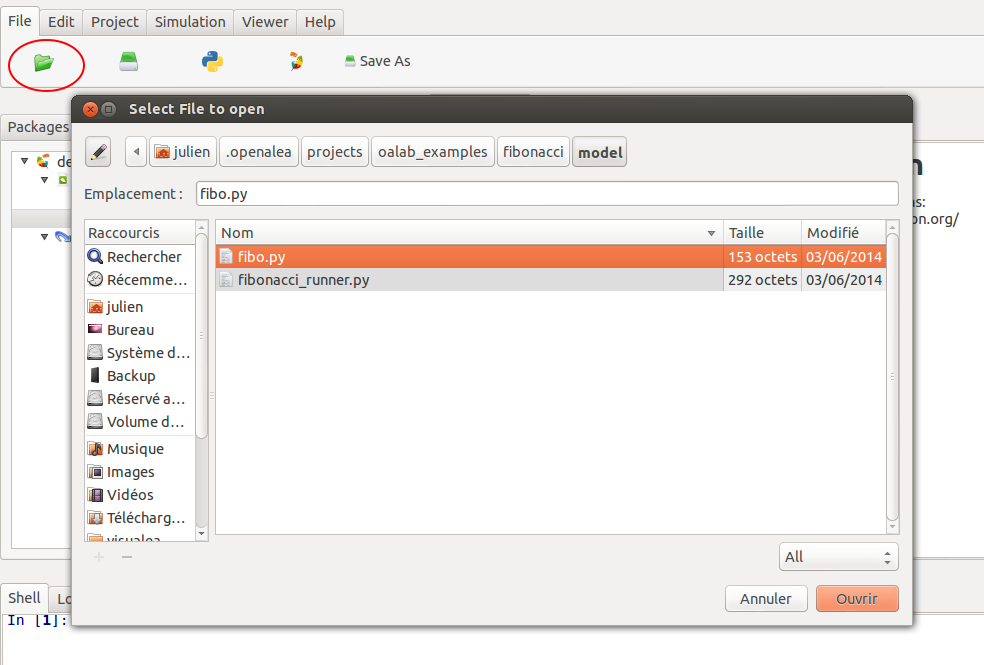 File Edit Project Simulation Viewer Help
Save As
Select File to open
Packages
julien .openalea projects oalab_examples fibonacci model
de
Emplacement : fibo.py
on.org/
Raccourcis Nom Taille Modifié
Rechercher fibo.py 153 octets 03/06/2014
Récemme... fibonacci_runner.py 292 octets 03/06/2014
julien
Bureau
Système d...
Backup
Réservé a...
Volume d...
Musique
Images
Vidéos
Télécharg...
visualea
All
Annuler Ouvrir
Shell Lo
In [1]: